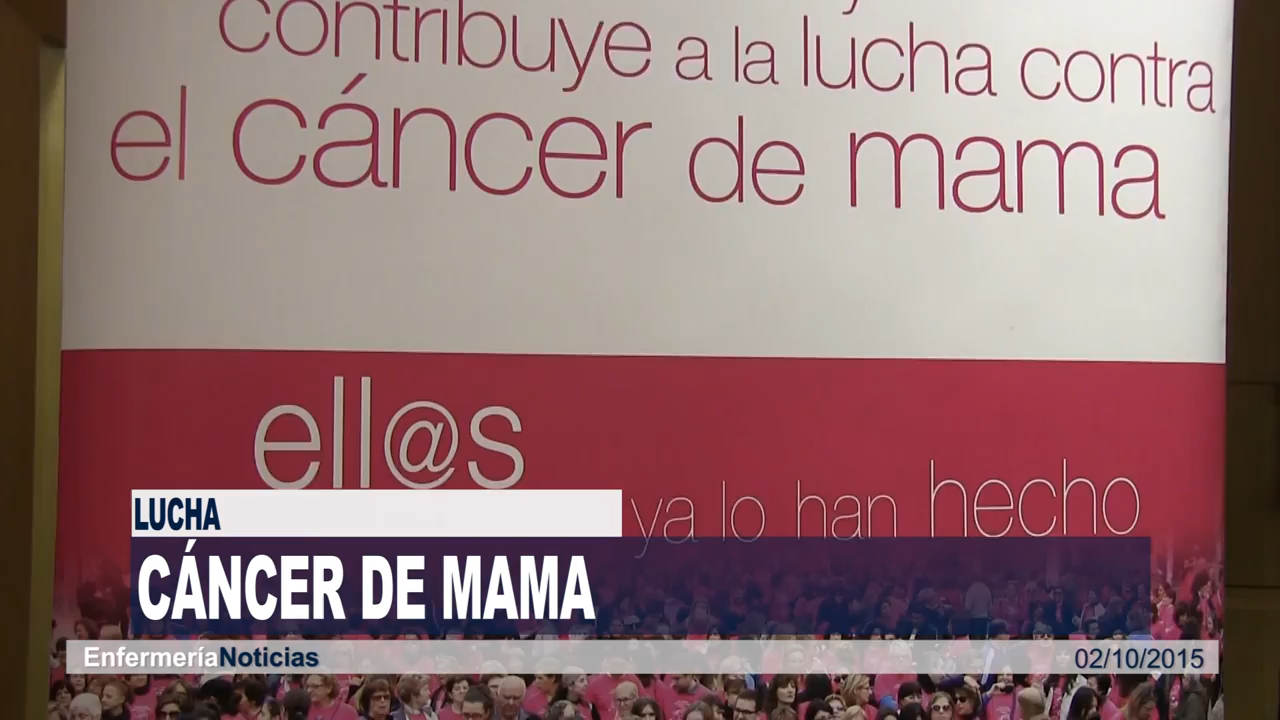 contribuye a la lucha contra
el cáncer de mama
ell@s
ya lo han hecho
LUCHA
CÁNCER DE MAMA
EnfermeríaNoticias
02/10/2015